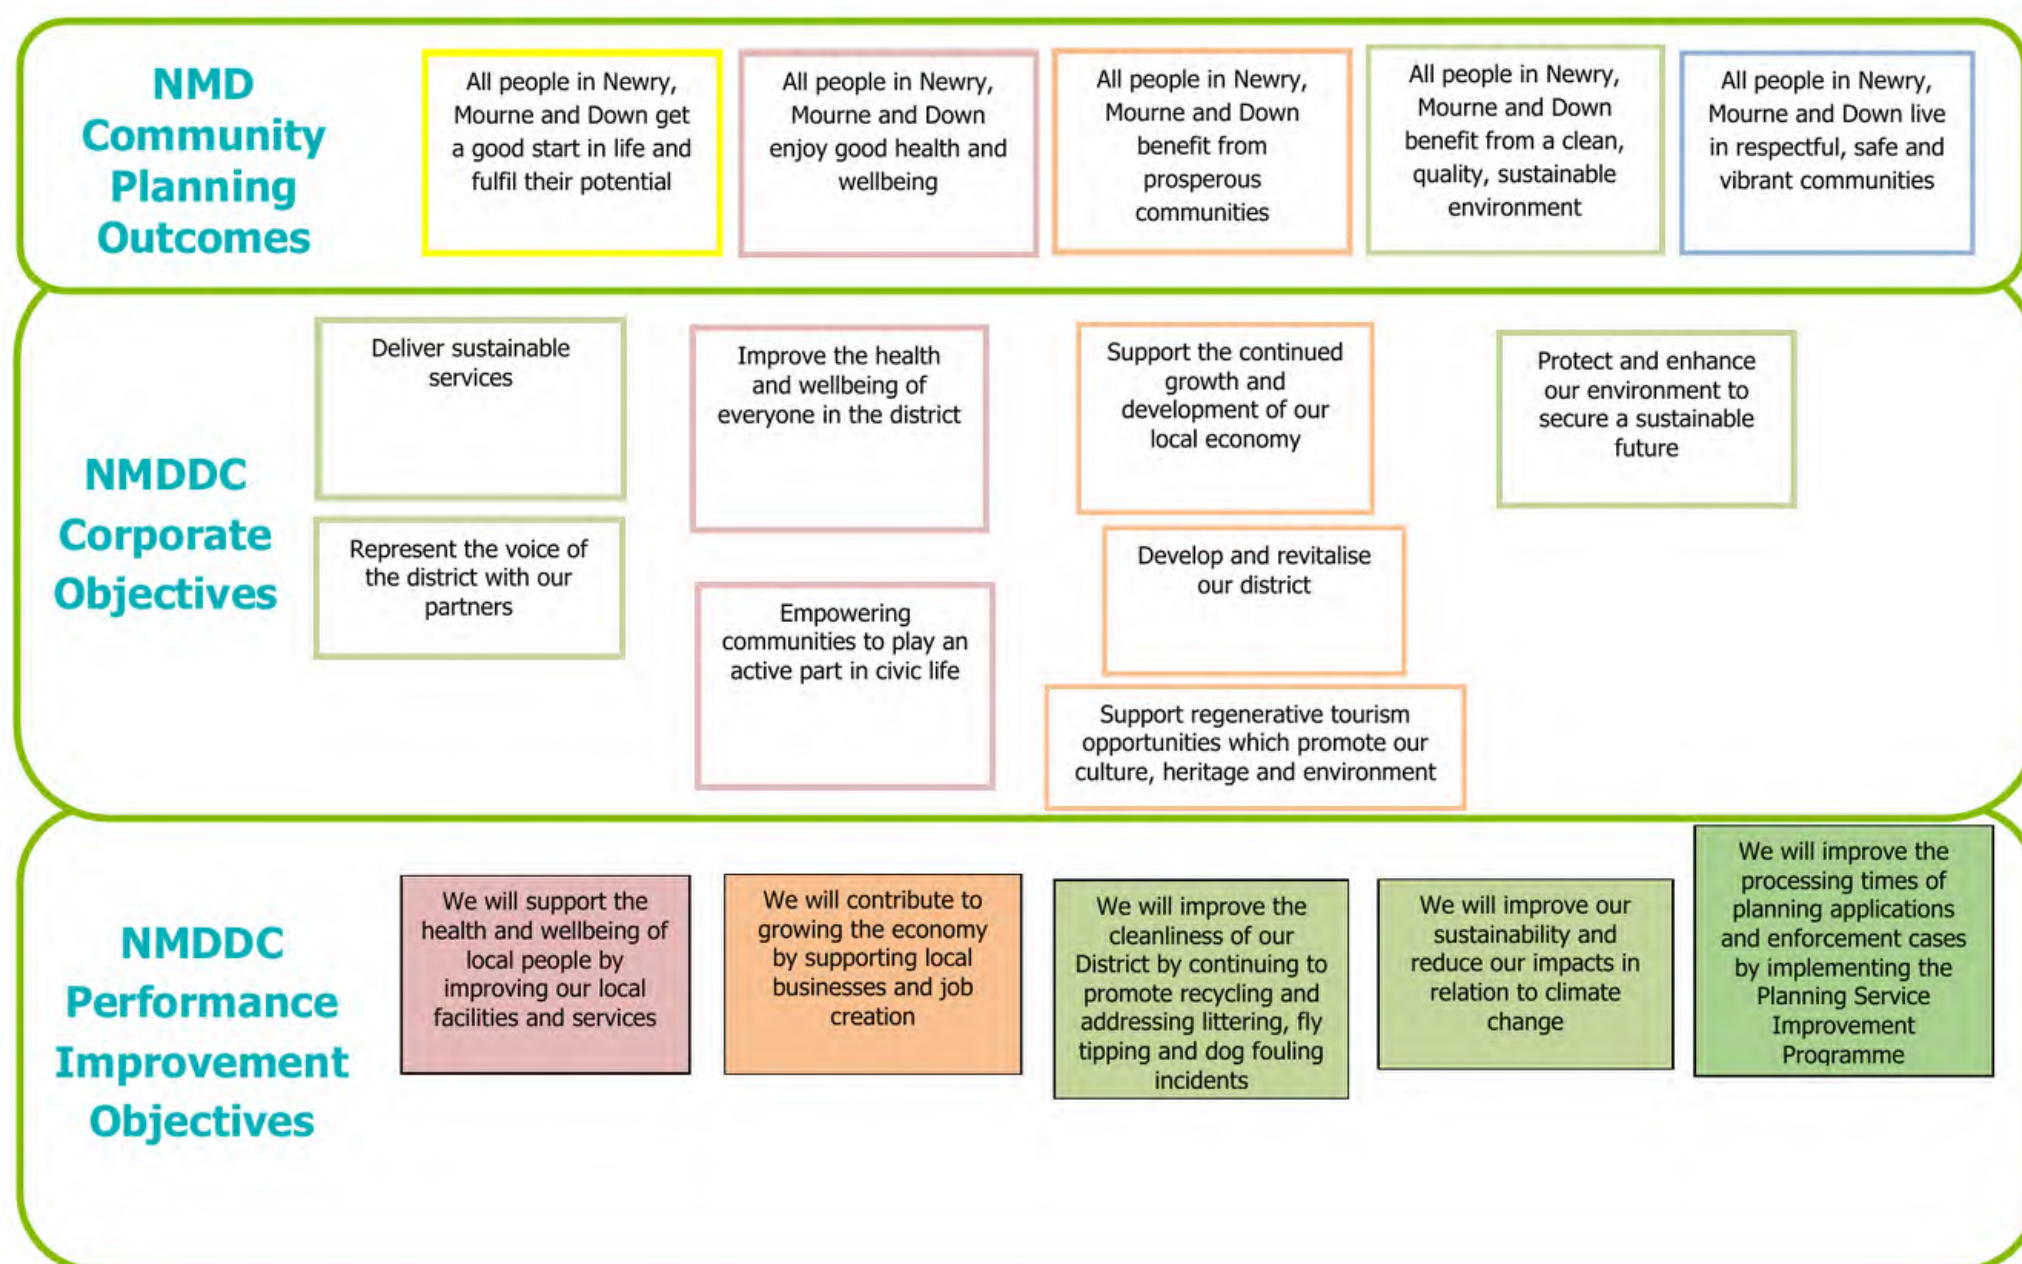 NMD
Community
Planning
Outcomes
All people in Newry,
Mourne and Down get
a good start in life and
fulfil their potential
All people in Newry,
Mourne and Down
enjoy good health and
wellbeing
All people in Newry,
Mourne and Down
benefit from
prosperous
communities
All people in Newry,
Mourne and Down
benefit from a clean,
quality, sustainable
environment
All people in Newry,
Mourne and Down live
in respectful, safe and
vibrant communities
NMDDC
Corporate
Objectives
Deliver sustainable
services
Represent the voice of
the district with our
partners
Improve the health
and wellbeing of
everyone in the district
Empowering
communities to play an
active part in civic life
Support the continued
growth and
development of our
local economy
Develop and revitalise
our district
Support regenerative tourism
opportunities which promote our
culture, heritage and environment
Protect and enhance
our environment to
secure a sustainable
future
NMDDC
Performance
Improvement
Objectives
We will support the
health and wellbeing of
local people by
improving our local
facilities and services
We will contribute to
growing the economy
by supporting local
businesses and job
creation
We will improve the
cleanliness of our
District by continuing to
promote recycling and
addressing littering, fly
tipping and dog fouling
incidents
We will improve our
sustainability and
reduce our impacts in
relation to climate
change
We will improve the
processing times of
planning applications
and enforcement cases
by implementing the
Planning Service
Improvement
Programme